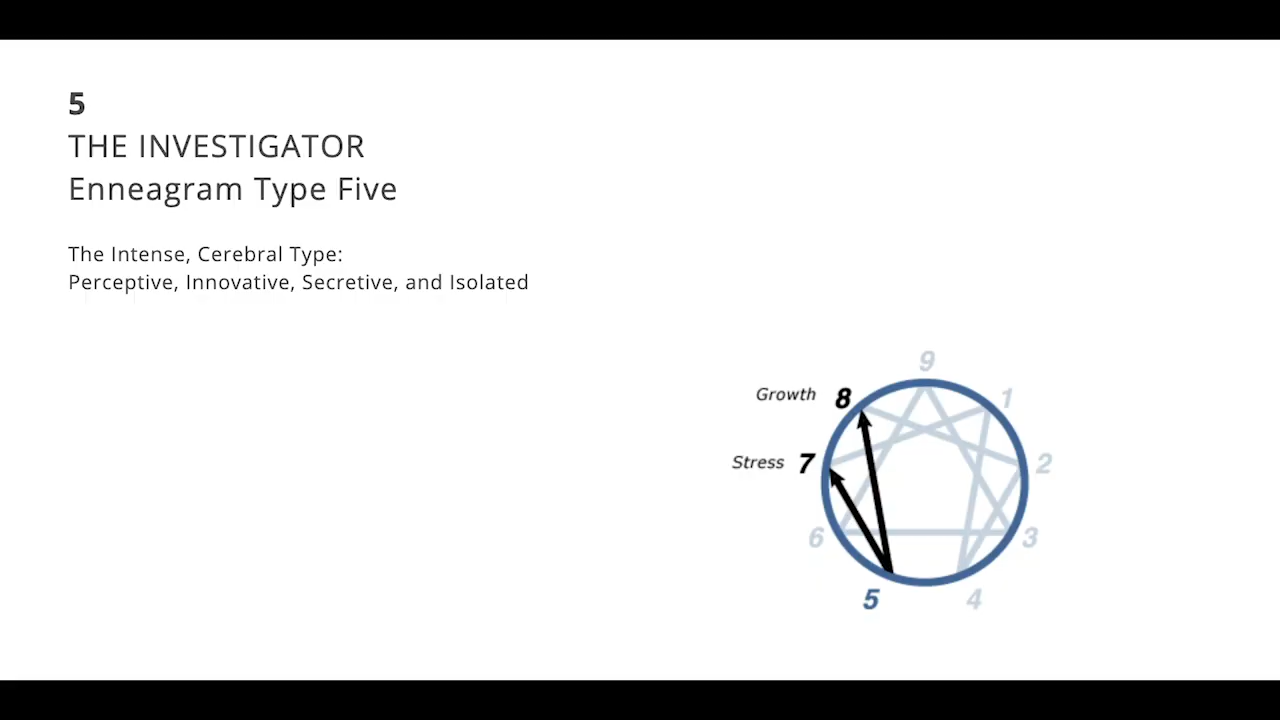 5
THE INVESTIGATOR
Enneagram Type Five
The Intense, Cerebral Type:
Perceptive, Innovative, Secretive, and Isolated
9
Growth 8
1
Stress 7
2
6
3
5
4